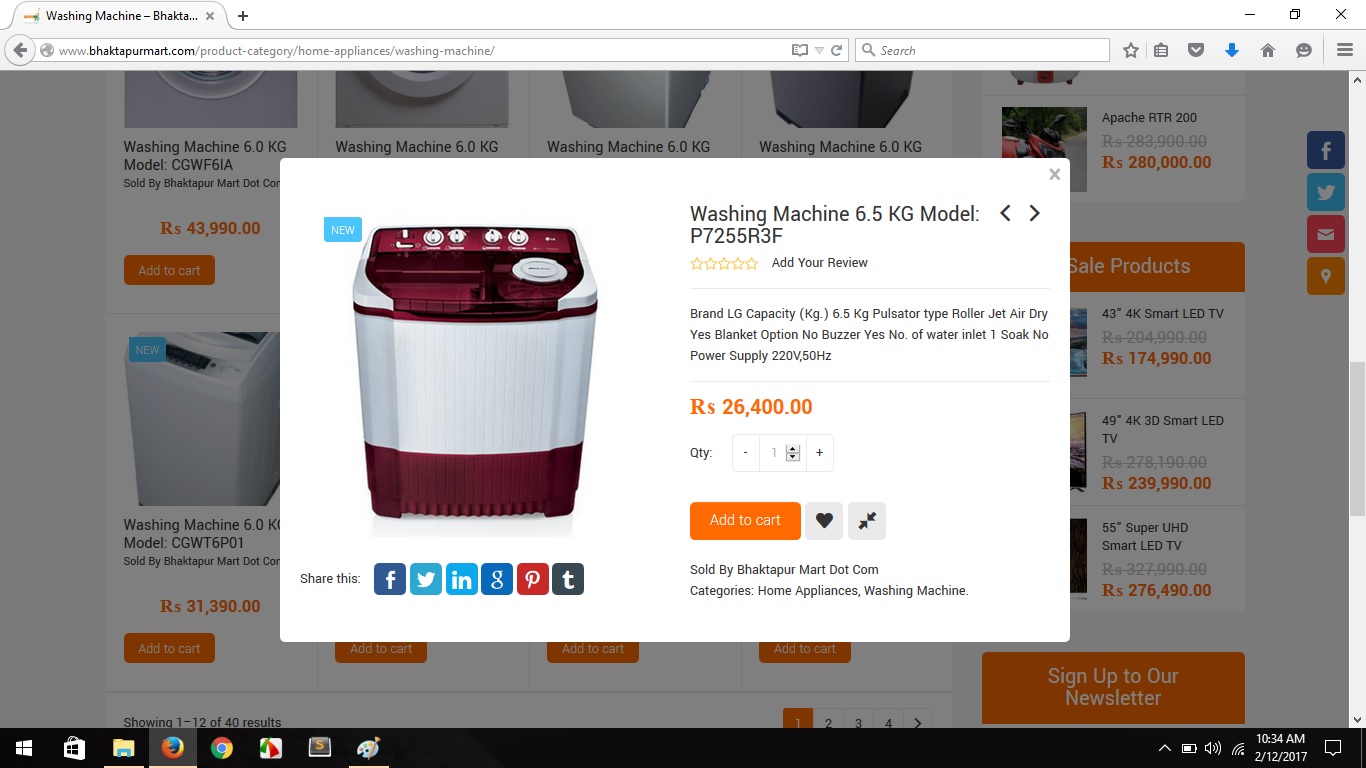 Washing Machine – Bhakta...
www.bhaktapurmart.com/product-category/home-appliances/washing-machine/
Search
Washing Machine 6.0 KG
Model: CGWF6IA
Sold By Bhaktapur Mart Dot Com
Rs 43,990.00
Add to cart
Washing Machine 6.0 KG
Washing Machine 6.0 KG
Washing Machine 6.0 KG
NEW
Washing Machine 6.0 KG
Model: CGWT6P01
Sold By Bhaktapur Mart Dot Com
Rs 31,390.00
Add to cart
Add to cart
Add to cart
Add to cart
Showing 1–12 of 40 results
1 2 3 4
×
NEW
LG
Washing Machine 6.5 KG Model:
P7255R3F
Add Your Review
Brand LG Capacity (Kg.) 6.5 Kg Pulsator type Roller Jet Air Dry
Yes Blanket Option No Buzzer Yes No. of water inlet 1 Soak No
Power Supply 220V,50Hz
Rs 26,400.00
Qty: - 1 +
Add to cart
Sold By Bhaktapur Mart Dot Com
Categories: Home Appliances, Washing Machine.
Share this:
Apache RTR 200
Rs 283,900.00
Rs 280,000.00
Sale Products
43" 4K Smart LED TV
Rs 204,990.00
Rs 174,990.00
49" 4K 3D Smart LED
TV
Rs 278,190.00
Rs 239,990.00
55" Super UHD
Smart LED TV
Rs 327,990.00
Rs 276,490.00
Sign Up to Our
Newsletter
10:34 AM
2/12/2017